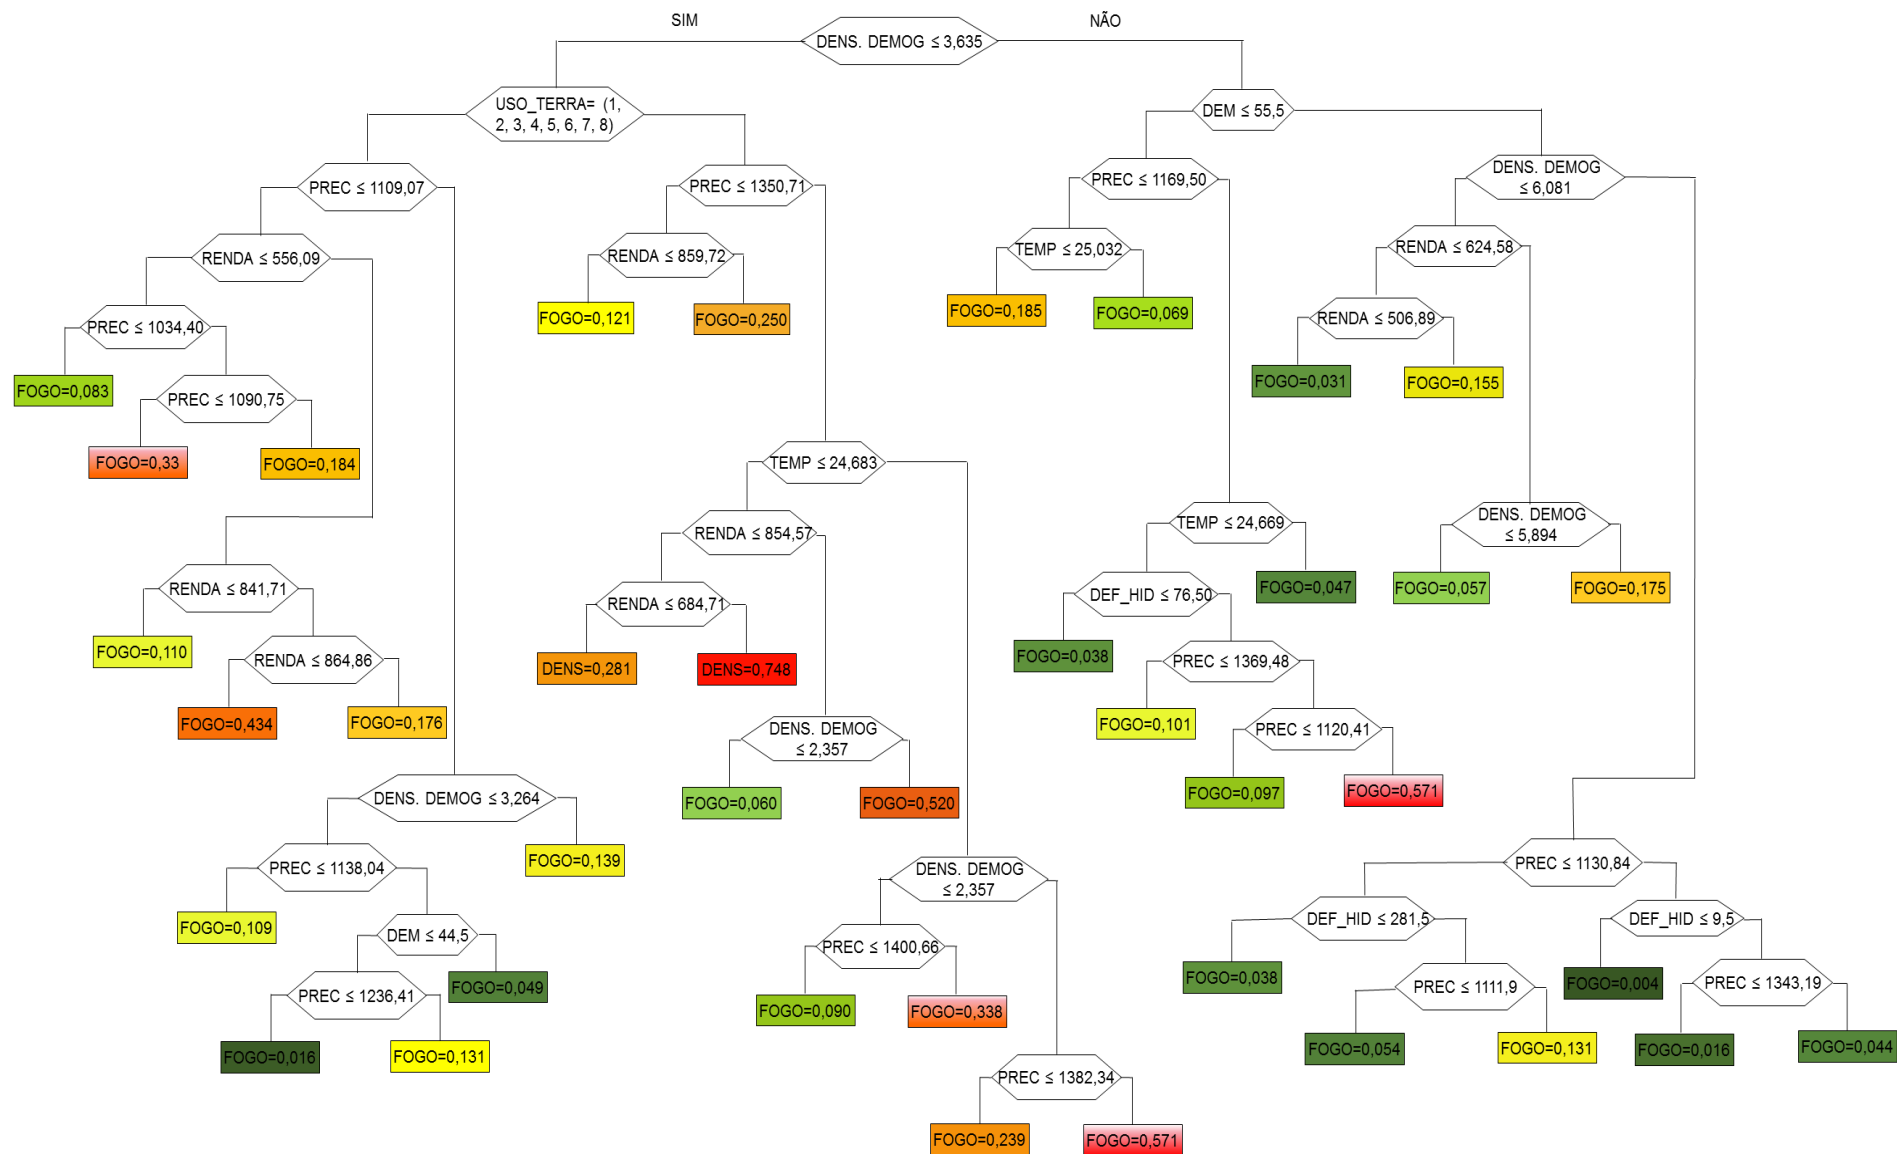 SIM
NÃO
DENS. DEMOG ≤ 3,635
USO_TERRA= (1,
2, 3, 4, 5, 6, 7, 8)
DEM ≤ 55,5
PREC ≤ 1109,07
PREC ≤ 1350,71
PREC ≤ 1169,50
DENS. DEMOG
≤ 6,081
RENDA ≤ 556,09
RENDA ≤ 859,72
TEMP ≤ 25,032
RENDA ≤ 624,58
PREC ≤ 1034,40
FOGO=0,121
FOGO=0,250
FOGO=0,185
FOGO=0,069
RENDA ≤ 506,89
FOGO=0,083
PREC ≤ 1090,75
FOGO=0,031
FOGO=0,155
FOGO=0,33
FOGO=0,184
TEMP ≤ 24,683
RENDA ≤ 854,57
TEMP ≤ 24,669
DENS. DEMOG
≤ 5,894
RENDA ≤ 841,71
RENDA ≤ 684,71
DEF_HID ≤ 76,50
FOGO=0,047
FOGO=0,057
FOGO=0,175
FOGO=0,110
RENDA ≤ 864,86
DENS=0,281
DENS=0,748
FOGO=0,038
PREC ≤ 1369,48
FOGO=0,434
FOGO=0,176
DENS. DEMOG
≤ 2,357
FOGO=0,101
PREC ≤ 1120,41
DENS. DEMOG ≤ 3,264
FOGO=0,060
FOGO=0,520
FOGO=0,097
FOGO=0,571
PREC ≤ 1138,04
FOGO=0,139
DENS. DEMOG
≤ 2,357
PREC ≤ 1130,84
FOGO=0,109
DEM ≤ 44,5
PREC ≤ 1400,66
DEF_HID ≤ 281,5
DEF_HID ≤ 9,5
PREC ≤ 1236,41
FOGO=0,049
FOGO=0,090
FOGO=0,338
FOGO=0,038
PREC ≤ 1111,9
FOGO=0,004
PREC ≤ 1343,19
FOGO=0,016
FOGO=0,131
PREC ≤ 1382,34
FOGO=0,054
FOGO=0,131
FOGO=0,016
FOGO=0,044
FOGO=0,239
FOGO=0,571